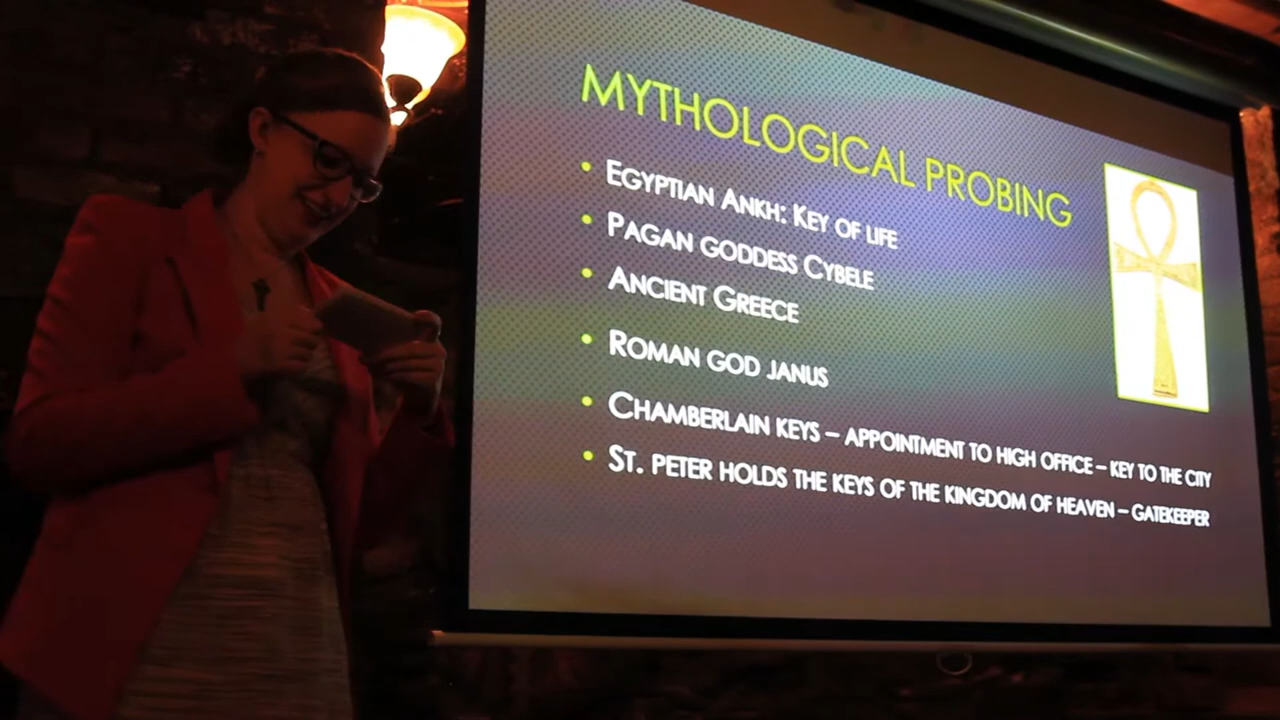 MYTHOLOGICAL PROBING
• EGYPTIAN ANKH: KEY OF LIFE
• PAGAN GODDESS CYBELE
• ANCIENT GREECE
• ROMAN GOD JANUS
• CHAMBERLAIN KEYS – APPOINTMENT TO HIGH OFFICE – KEY TO THE CITY
• ST. PETER HOLDS THE KEYS OF THE KINGDOM OF HEAVEN – GATEKEEPER